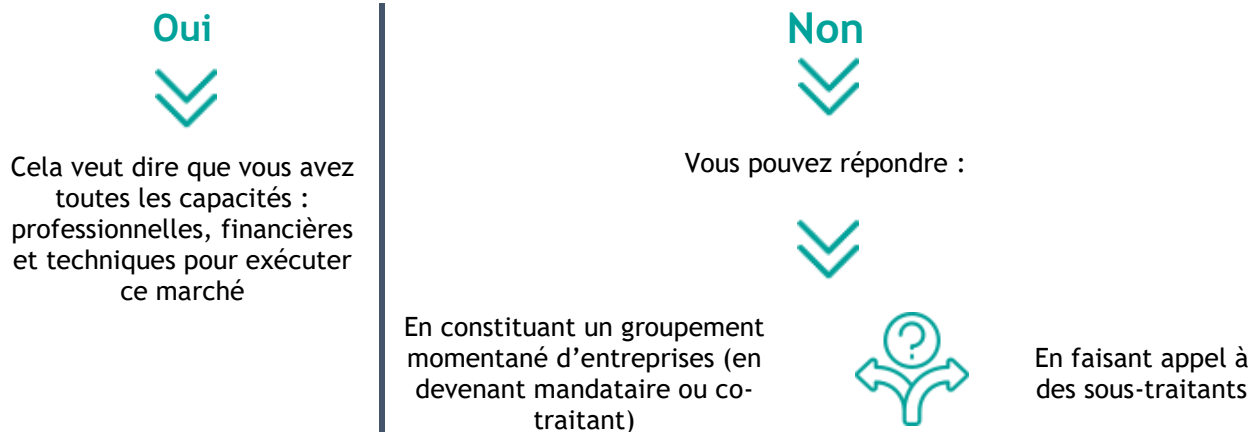 Oui
Cela veut dire que vous avez
toutes les capacités :
professionnelles, financières
et techniques pour exécuter
ce marché
Non
Vous pouvez répondre :
En constituant un groupement
momentané d’entreprises (en
devenant mandataire ou co-
traitant)
?
En faisant appel à
des sous-traitants